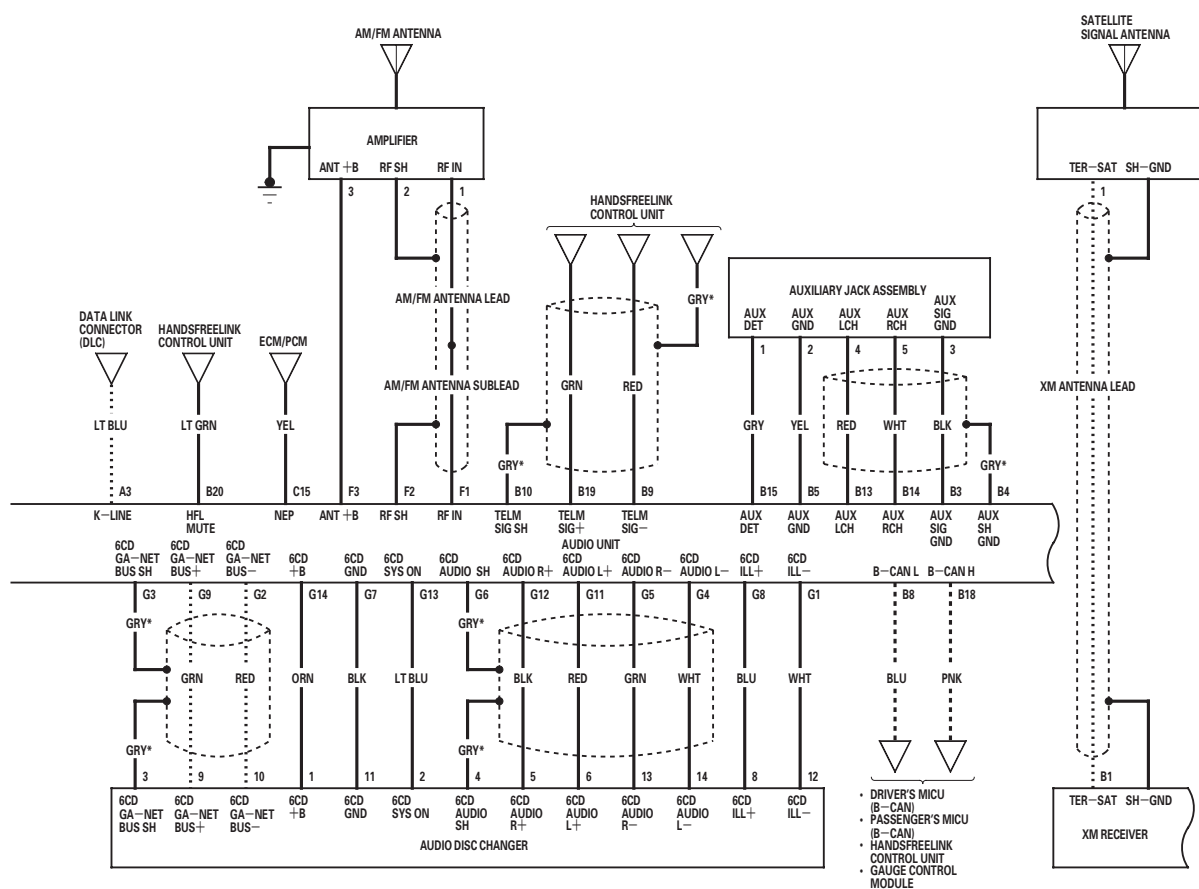 AM/FM ANTENNA
SATELLITE
SIGNAL ANTENNA
AMPLIFIER
ANT +B RF SH RF IN
3 2 1
TER−SAT SH−GND
1
HANDSFREELINK
CONTROL UNIT
AM/FM ANTENNA LEAD
GRY*
AUXILIARY JACK ASSEMBLY
AUX
DET
AUX
GND
AUX
LCH
AUX
RCH
AUX
SIG
GND
1 2 4 5 3
DATA LINK
CONNECTOR
(DLC)
HANDSFREELINK
CONTROL UNIT
ECM/PCM
AM/FM ANTENNA SUBLEAD
GRN RED
XM ANTENNA LEAD
LT BLU LT GRN YEL
GRY YEL RED WHT BLK
GRY* GRY*
A3 B20 C15 F3 F2 F1 B10 B19 B9 B15 B5 B13 B14 B3 B4
K−LINE
HFL
MUTE
NEP
ANT +B
RF SH
RF IN
TELM
SIG SH
TELM
SIG+
TELM
SIG−
AUX
DET
AUX
GND
AUX
LCH
AUX
RCH
AUX
SIG
GND
AUX
SH
GND
AUDIO UNIT
6CD
GA−NET
BUS SH
6CD
GA−NET
BUS+
6CD
GA−NET
BUS−
6CD
+B
6CD
GND
6CD
SYS ON
6CD
AUDIO SH
6CD
AUDIO R+
6CD
AUDIO L+
6CD
AUDIO R−
6CD
AUDIO L−
6CD
ILL+
6CD
ILL−
B−CAN L B−CAN H
G3 G9 G2 G14 G7 G13 G6 G12 G11 G5 G4 G8 G1 B8 B18
GRY* GRY*
GRN RED ORN BLK LT BLU BLK RED GRN WHT BLU WHT BLU PNK
GRY* GRY*
3 9 10 1 11 2 4 5 6 13 14 8 12 B1
6CD
GA−NET
BUS SH
6CD
GA−NET
BUS+
6CD
GA−NET
BUS−
6CD
+B
6CD
GND
6CD
SYS ON
6CD
AUDIO
SH
6CD
AUDIO
R+
6CD
AUDIO
L+
6CD
AUDIO
R−
6CD
AUDIO
L−
6CD
ILL+
6CD
ILL−
AUDIO DISC CHANGER
• DRIVER'S MICU
(B−CAN)
• PASSENGER'S MICU
(B−CAN)
• HANDSFREELINK
CONTROL UNIT
• GAUGE CONTROL
MODULE
TER−SAT SH−GND
XM RECEIVER